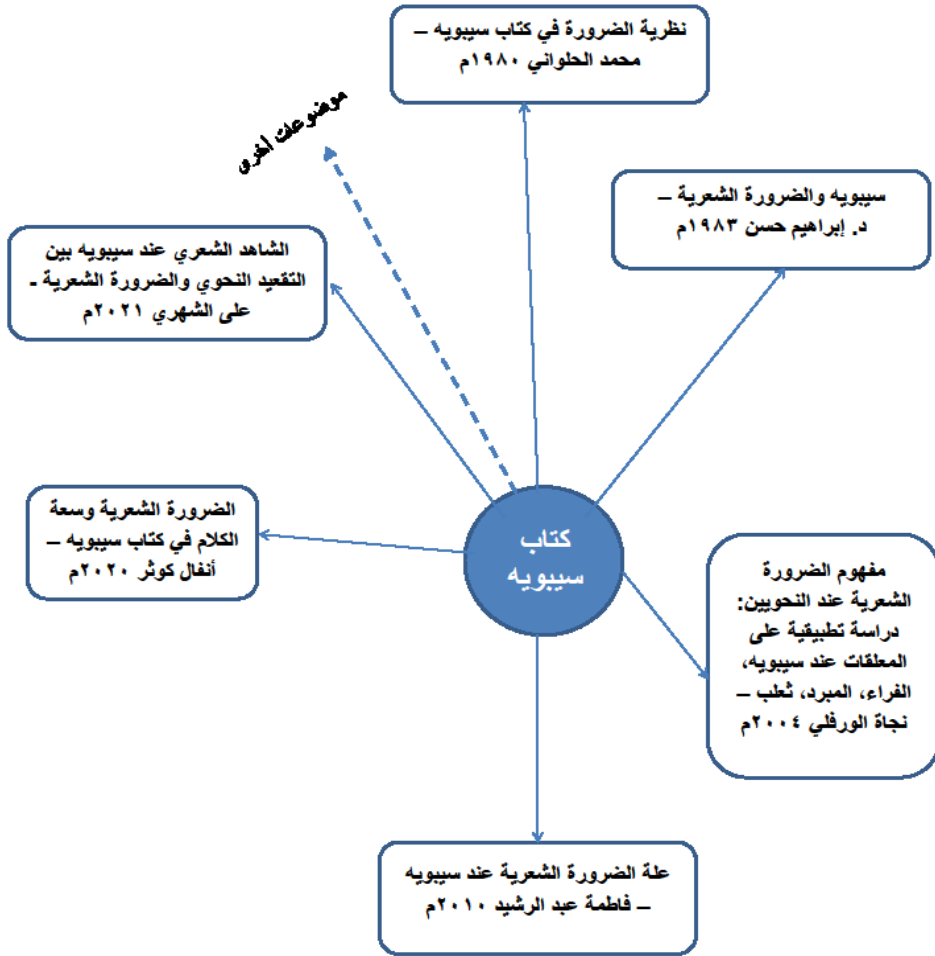 نظرية الضرورة في كتاب سيبويه –
محمد الحلواني ١٩٨٠م
موضوعات أخرى
سيبويه والضرورة الشعرية –
د. إبراهيم حسن ١٩٨٣م
الشاهد الشعري عند سيبويه بين
التقعيد النحوي والضرورة الشعرية -
على الشهري ٢٠٢١م
الضرورة الشعرية وسعة
الكلام في كتاب سيبويه –
أنفال كوثر ٢٠٢٠م
كتاب
سيبويه
مفهوم الضرورة
الشعرية عند النحويين:
دراسة تطبيقية على
المعلقات عند سيبويه،
الفراء، المبرد، ثعلب –
نجاة الورفلي ٢٠٠٤م
علة الضرورة الشعرية عند سيبويه
– فاطمة عبد الرشيد ٢٠١٠م